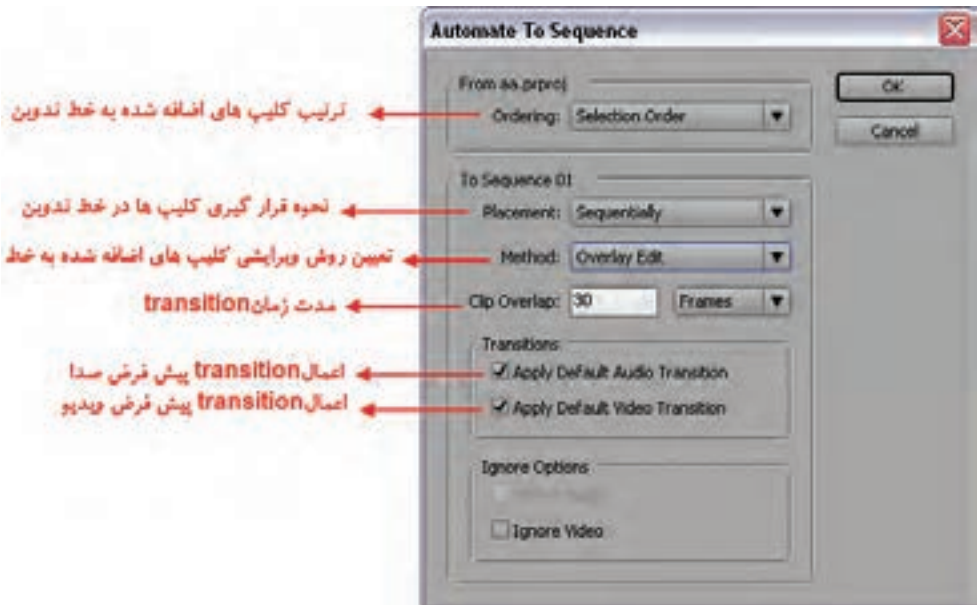 Automate To Sequence
From aa.prproj
OK
ترتیب کلیپ های اضافه شده به خط تدوین
Ordering: Selection Order
Cancel
To Sequence 01
نحوه قرار گیری کلیپ ها در خط تدوین
Placement: Sequentially
تعیین روش ویرایشی کلیپ های اضافه شده به خط
Method: Overlay Edit
مدت زمان transition
Clip Overlap: 30 Frames
Transitions
اعمال transition پیش فرض صدا
Apply Default Audio Transition
اعمال transition پیش فرض ویدیو
Apply Default Video Transition
Ignore Options
Ignore Video